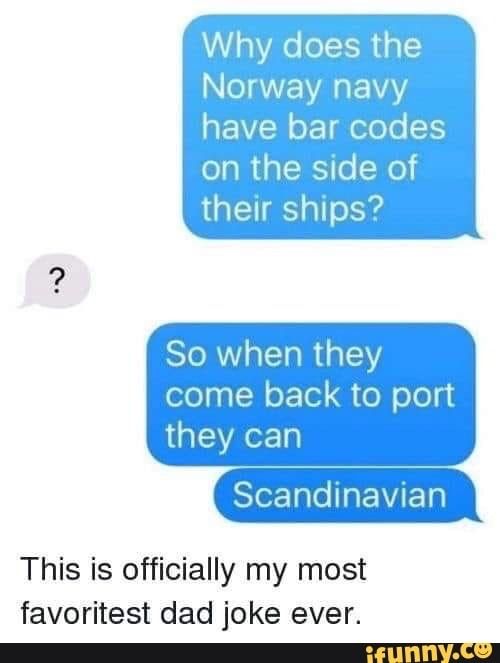 Why does the
Norway navy
have bar codes
on the side of
their ships?
?
So when they
come back to port
they can
Scandinavian
This is officially my most
favoritest dad joke ever.
ifunny.co